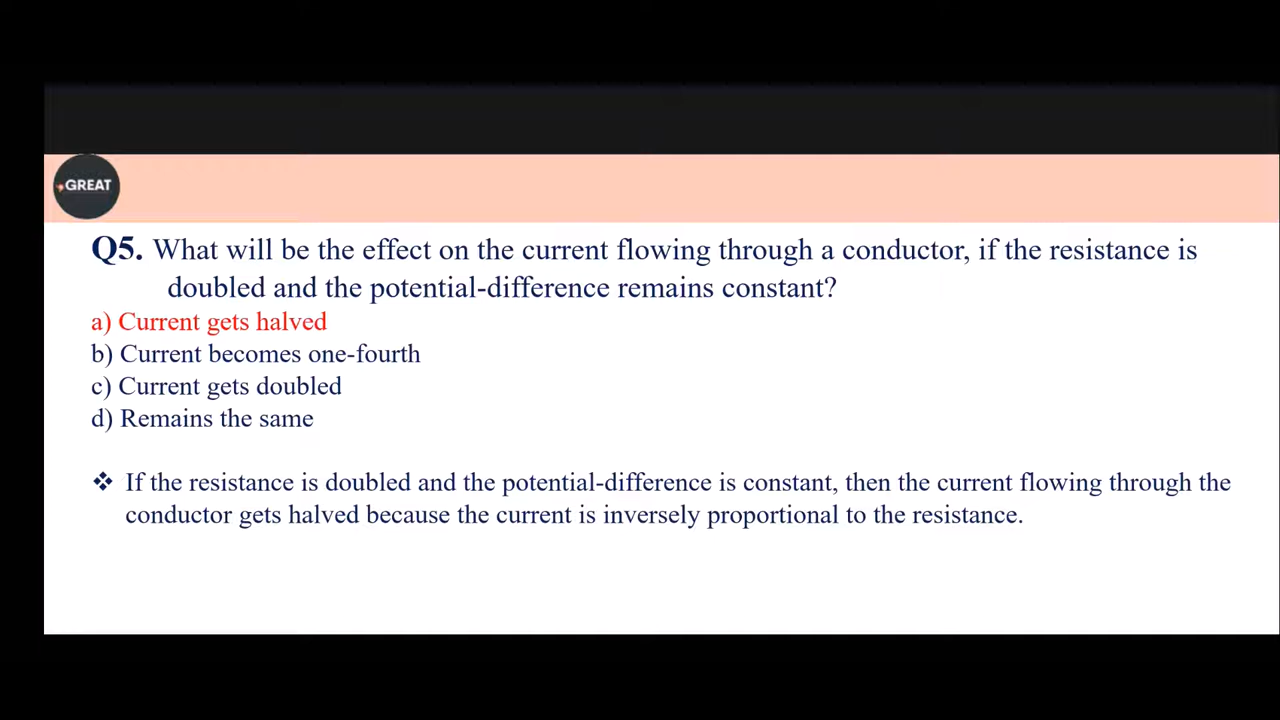 GREAT
Q5. What will be the effect on the current flowing through a conductor, if the resistance is
doubled and the potential-difference remains constant?
a) Current gets halved
b) Current becomes one-fourth
c) Current gets doubled
d) Remains the same
❖ If the resistance is doubled and the potential-difference is constant, then the current flowing through the
conductor gets halved because the current is inversely proportional to the resistance.